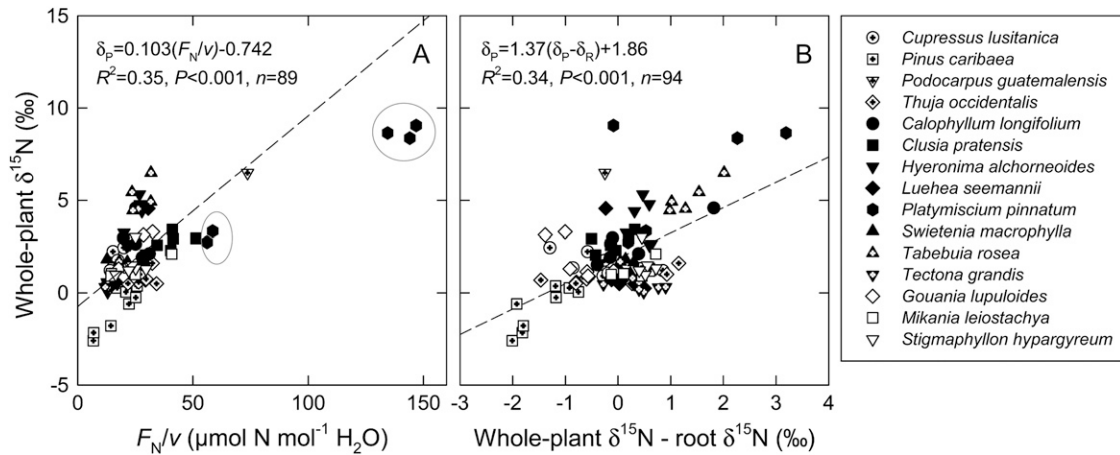 15
10
5
0
-5
Whole-plant δ¹⁵N (‰)
δP=0.103(FN/v)-0.742
R²=0.35, P<0.001, n=89
A
0 50 100 150
FN/v (μmol N mol⁻¹ H₂O)
δP=1.37(δP-δR)+1.86
R²=0.34, P<0.001, n=94
B
-3 -2 -1 0 1 2 3 4
Whole-plant δ¹⁵N - root δ¹⁵N (‰)
Cupressus lusitanica
Pinus caribaea
Podocarpus guatemalensis
Thuja occidentalis
Calophyllum longifolium
Clusia pratensis
Hyeronima alchorneoides
Luehea seemannii
Platymiscium pinnatum
Swietenia macrophylla
Tabebuia rosea
Tectona grandis
Gouania lupuloides
Mikania leiostachya
Stigmaphyllon hypargyreum